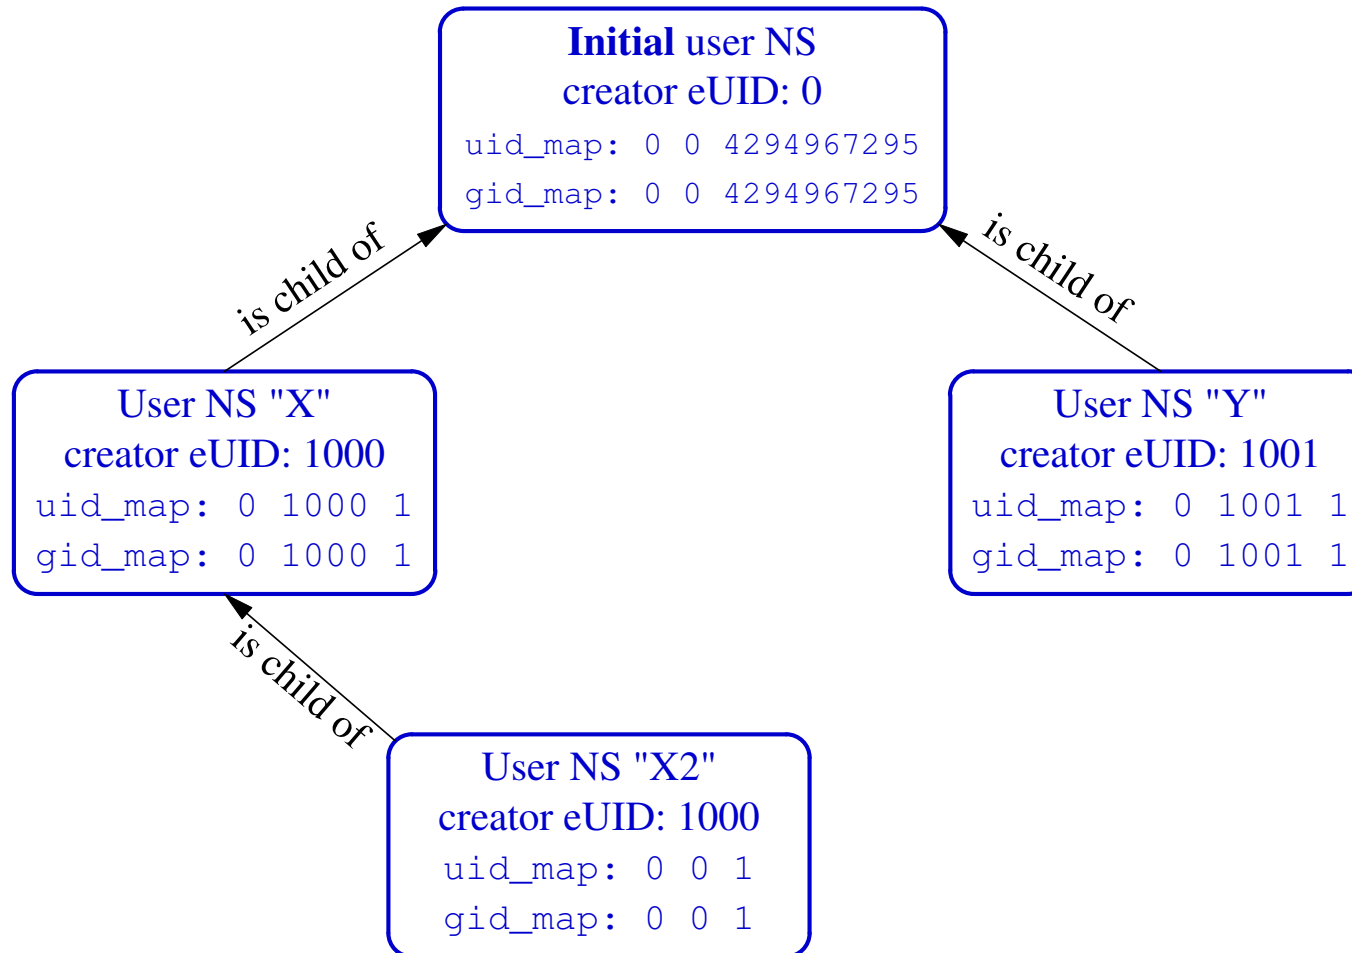 Initial user NS
creator eUID: 0
uid_map: 0 0 4294967295
gid_map: 0 0 4294967295
is child of
is child of
User NS "X"
creator eUID: 1000
uid_map: 0 1000 1
gid_map: 0 1000 1
User NS "Y"
creator eUID: 1001
uid_map: 0 1001 1
gid_map: 0 1001 1
is child of
User NS "X2"
creator eUID: 1000
uid_map: 0 0 1
gid_map: 0 0 1